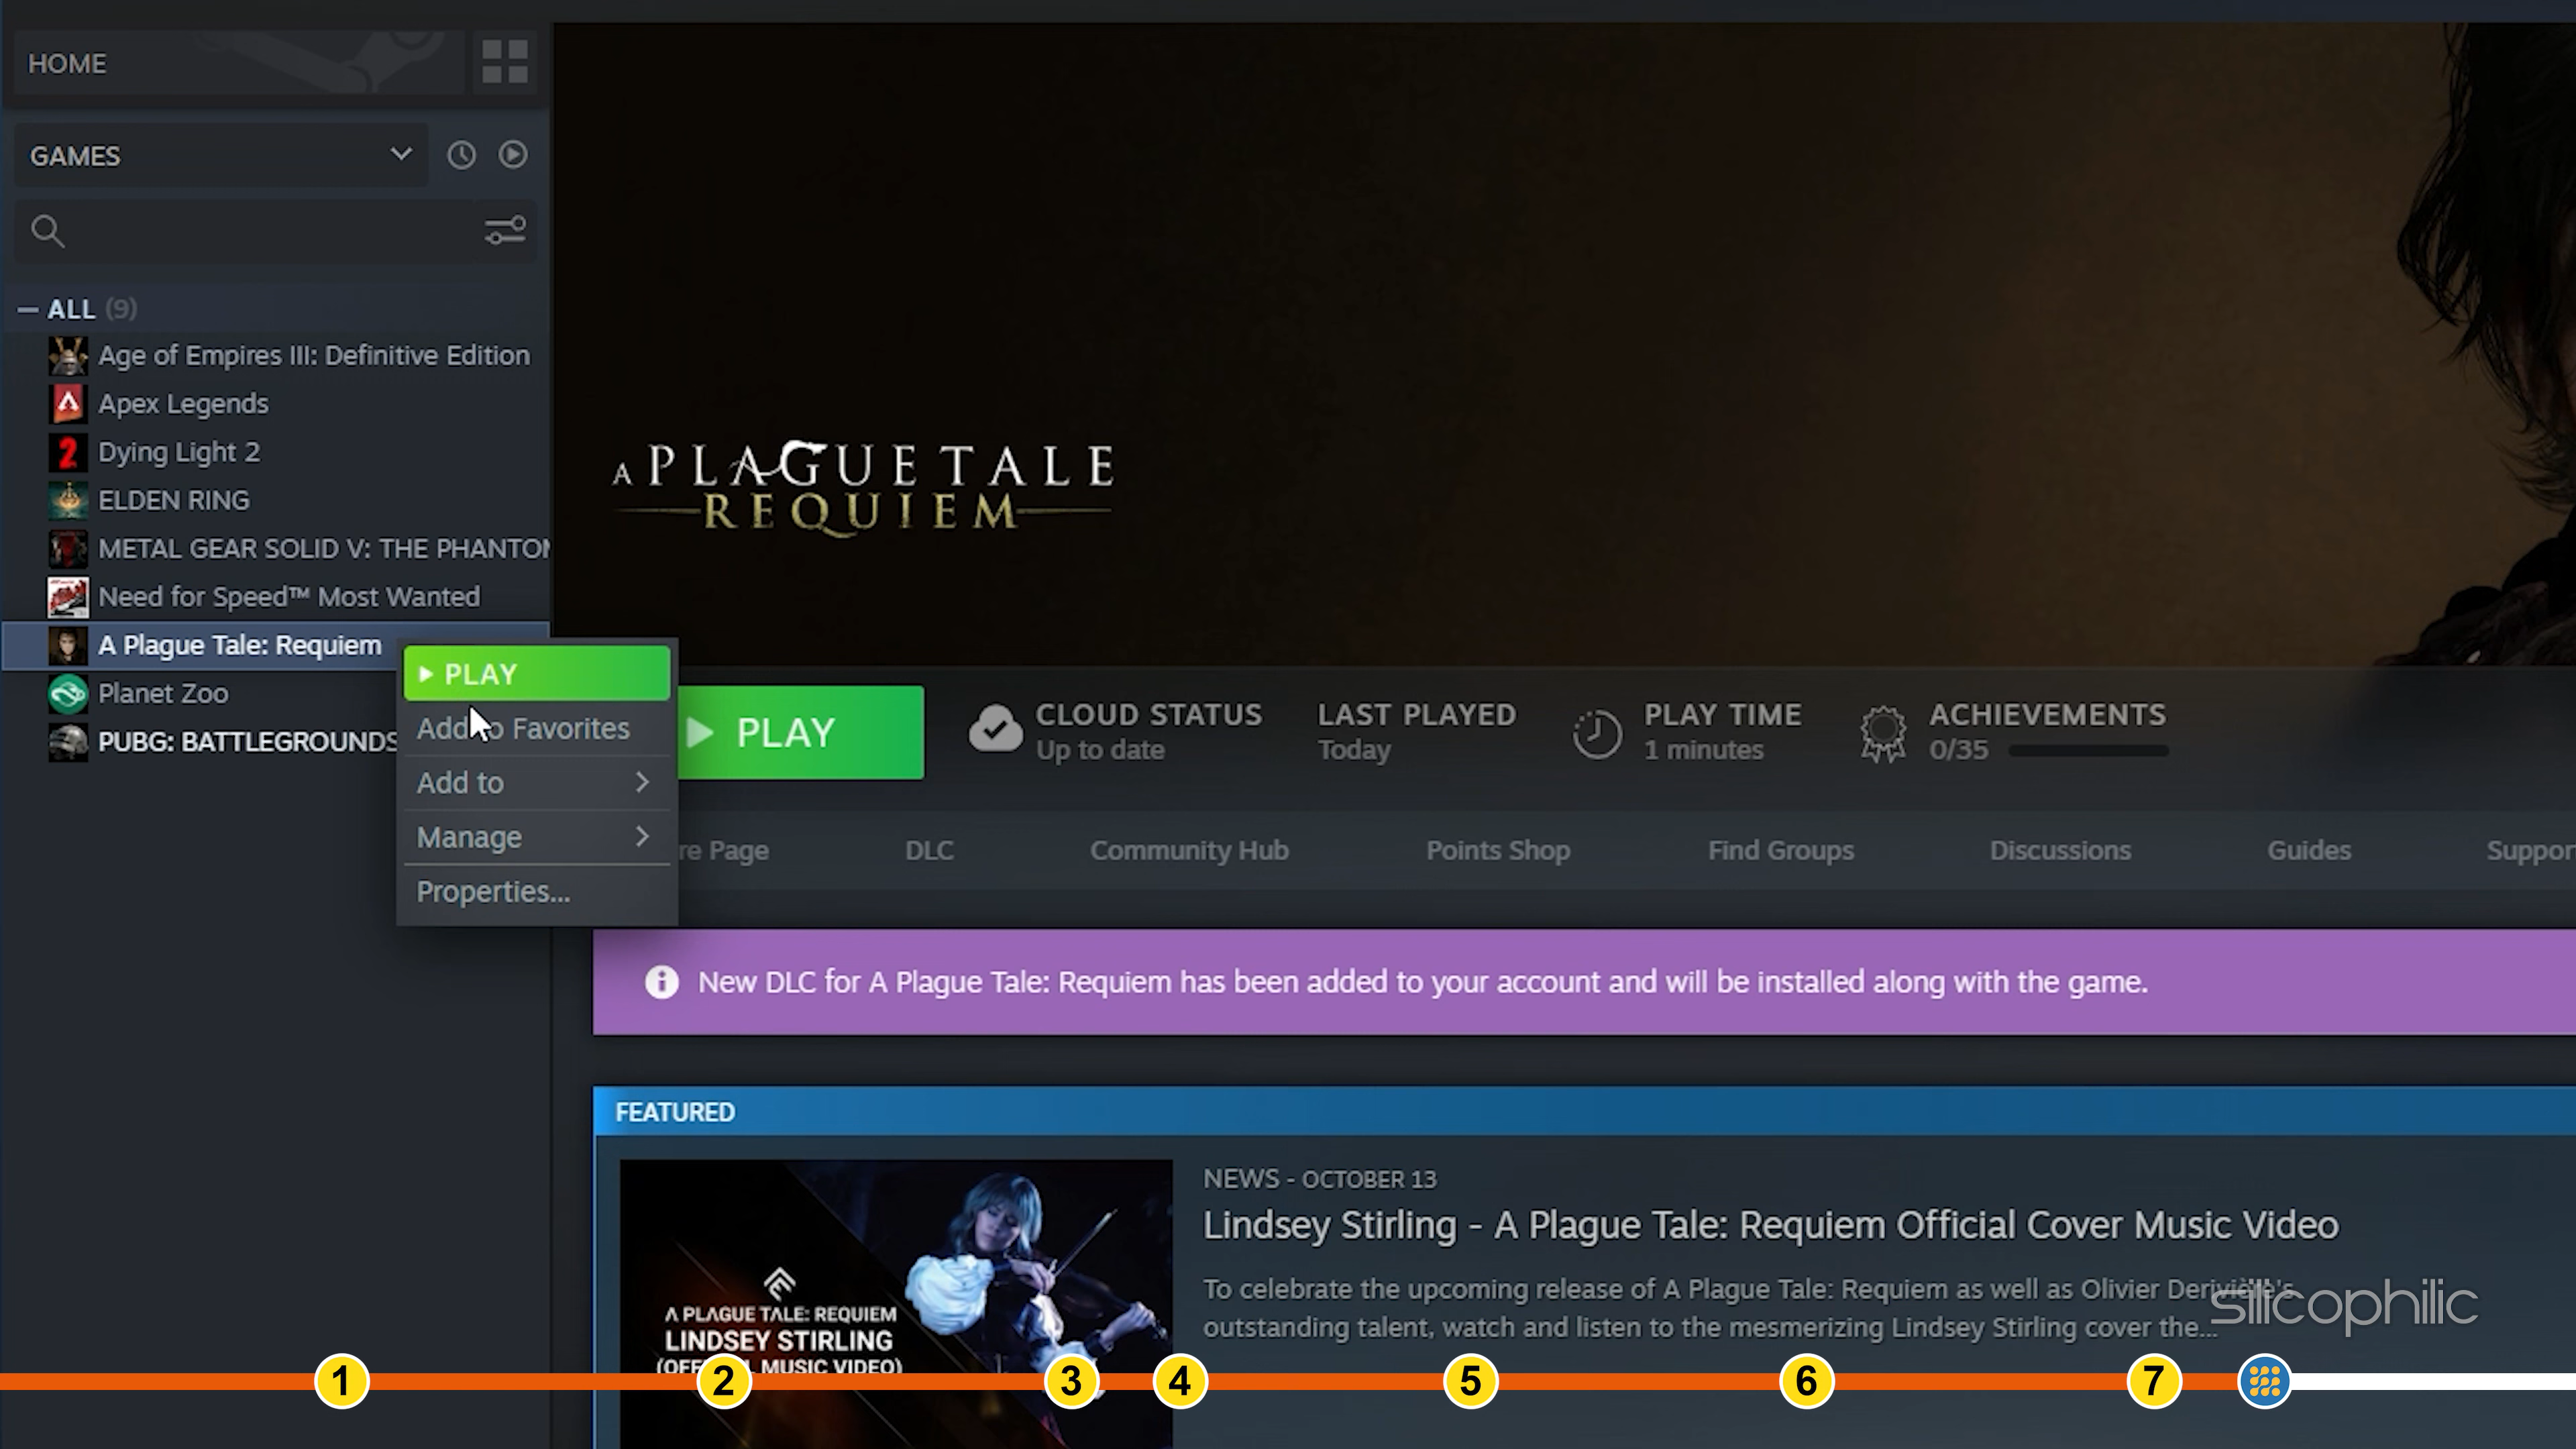 HOME
GAMES
ALL (9)
Age of Empires III: Definitive Edition
Apex Legends
Dying Light 2
ELDEN RING
METAL GEAR SOLID V: THE PHANTOM
Need for Speed™ Most Wanted
A Plague Tale: Requiem
Planet Zoo
PUBG: BATTLEGROUNDS
PLAY
Add to Favorites
Add to
Manage
Properties...
A PLAGUE TALE
REQUIEM
PLAY
CLOUD STATUS
Up to date
LAST PLAYED
Today
PLAY TIME
1 minutes
ACHIEVEMENTS
0/35
re Page DLC Community Hub Points Shop Find Groups Discussions Guides Suppor
New DLC for A Plague Tale: Requiem has been added to your account and will be installed along with the game.
FEATURED
A PLAGUE TALE: REQUIEM
LINDSEY STIRLING
(OFFICIAL MUSIC VIDEO)
NEWS - OCTOBER 13
Lindsey Stirling - A Plague Tale: Requiem Official Cover Music Video
To celebrate the upcoming release of A Plague Tale: Requiem as well as Olivier Derivière's
outstanding talent, watch and listen to the mesmerizing Lindsey Stirling cover the...
silicophilic
1 2 3 4 5 6 7